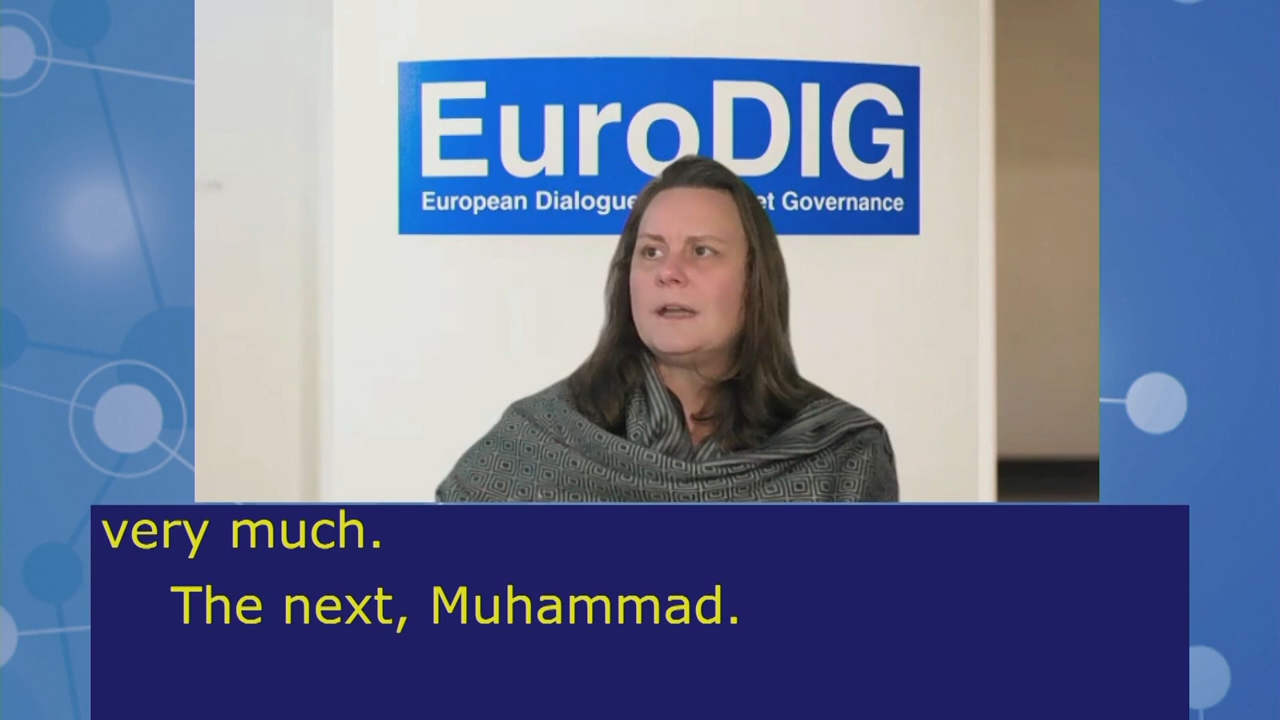 EuroDIG
European Dialogue et Governance
very much.
The next, Muhammad.